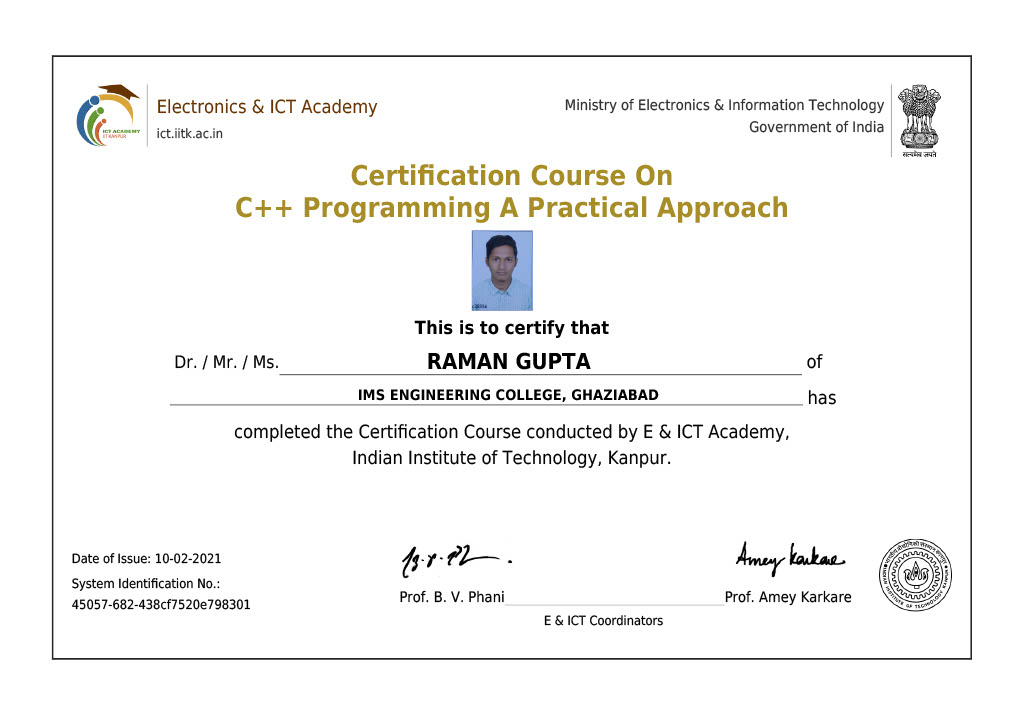 Electronics & ICT Academy
ict.iitk.ac.in
ICT ACADEMY
IIT KANPUR
Ministry of Electronics & Information Technology
Government of India
सत्यमेव जयते
Certification Course On
C++ Programming A Practical Approach
This is to certify that
Dr. / Mr. / Ms. RAMAN GUPTA of
IMS ENGINEERING COLLEGE, GHAZIABAD has
completed the Certification Course conducted by E & ICT Academy,
Indian Institute of Technology, Kanpur.
Date of Issue: 10-02-2021
System Identification No.:
45057-682-438cf7520e798301
Amey Karkare
Prof. B. V. Phani
Prof. Amey Karkare
E & ICT Coordinators
INSTITUTE OF TECHNOLOGY